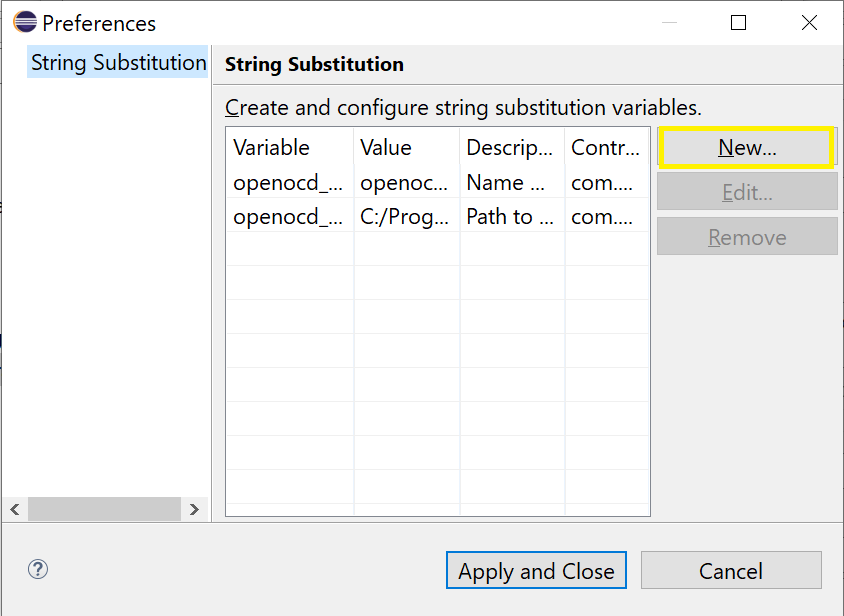 Preferences
String Substitution
String Substitution
Create and configure string substitution variables.
Variable Value Descrip... Contr...
openocd_... openoc... Name ... com....
openocd_... C:/Prog... Path to ... com....
New...
Edit...
Remove
?
Apply and Close Cancel